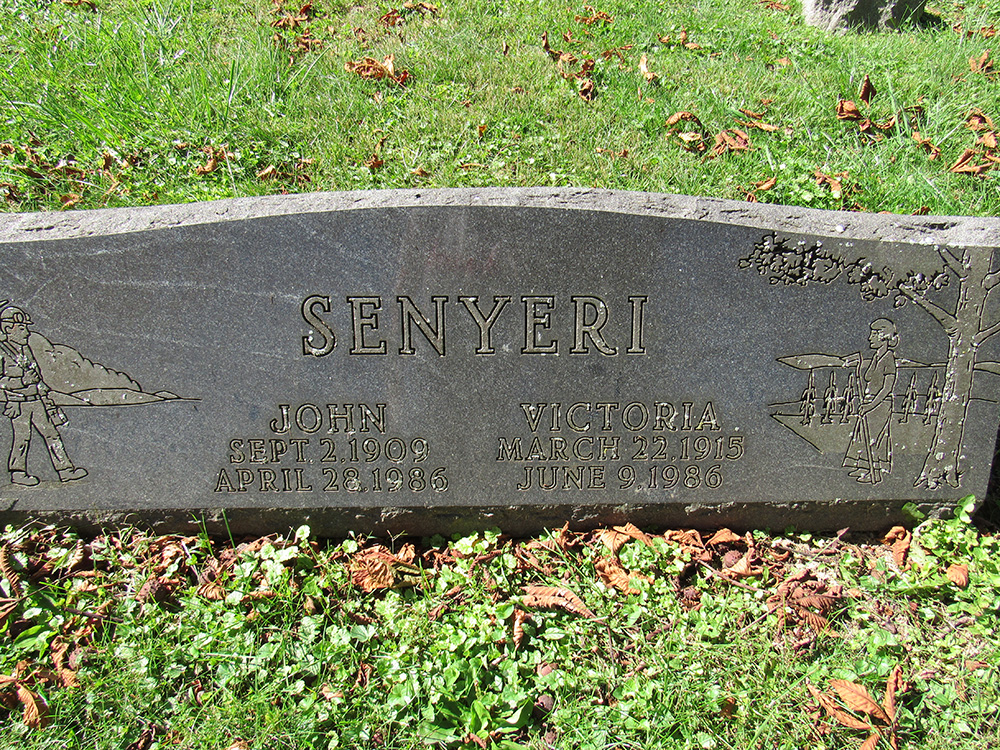 SENYERI
JOHN
SEPT. 2. 1909
APRIL 28. 1986
VICTORIA
MARCH 22. 1915
JUNE 9. 1986